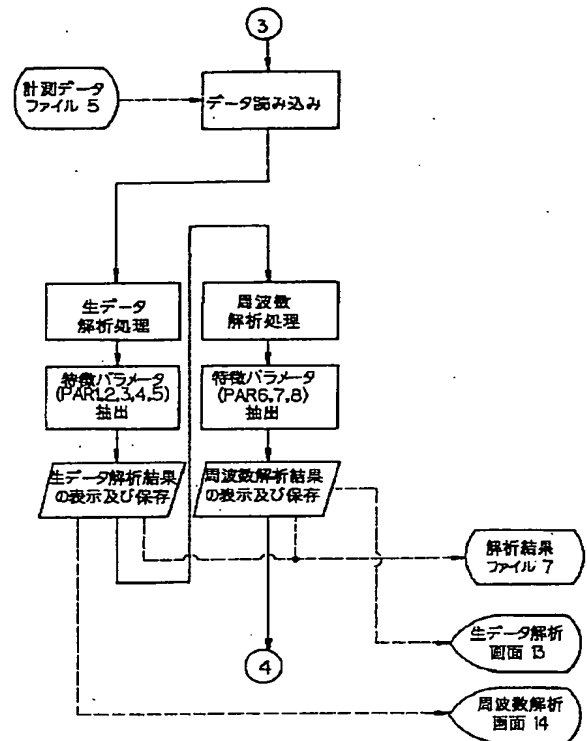 3
計測データ
ファイル 5
データ読み込み
生データ
解析処理
周波数
解析処理
特徴パラメータ
(PAR1,2,3,4,5)
抽出
特徴パラメータ
(PAR6,7,8)
抽出
生データ解析結果
の表示及び保存
周波数解析結果
の表示及び保存
解析結果
ファイル 7
生データ解析
画面 13
4
周波数解析
画面 14